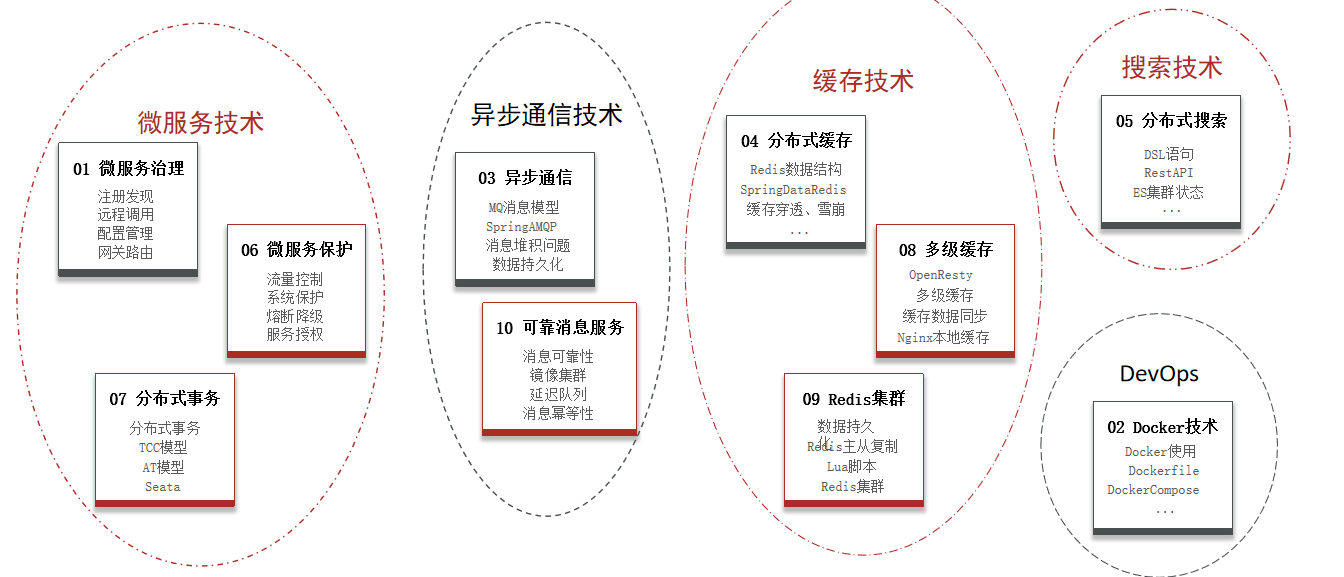 微服务技术
01 微服务治理
注册发现
远程调用
配置管理
网关路由
06 微服务保护
流量控制
系统保护
熔断降级
服务授权
07 分布式事务
分布式事务
TCC模型
AT模型
Seata
异步通信技术
03 异步通信
MQ消息模型
SpringAMQP
消息堆积问题
数据持久化
10 可靠消息服务
消息可靠性
镜像集群
延迟队列
消息幂等性
缓存技术
04 分布式缓存
Redis数据结构
SpringDataRedis
缓存穿透、雪崩
...
08 多级缓存
OpenResty
多级缓存
缓存数据同步
Nginx本地缓存
09 Redis集群
数据持久
化
Redis主从复制
Lua脚本
Redis集群
搜索技术
05 分布式搜索
DSL语句
RestAPI
ES集群状态
...
DevOps
02 Docker技术
Docker使用
Dockerfile
DockerCompose
...